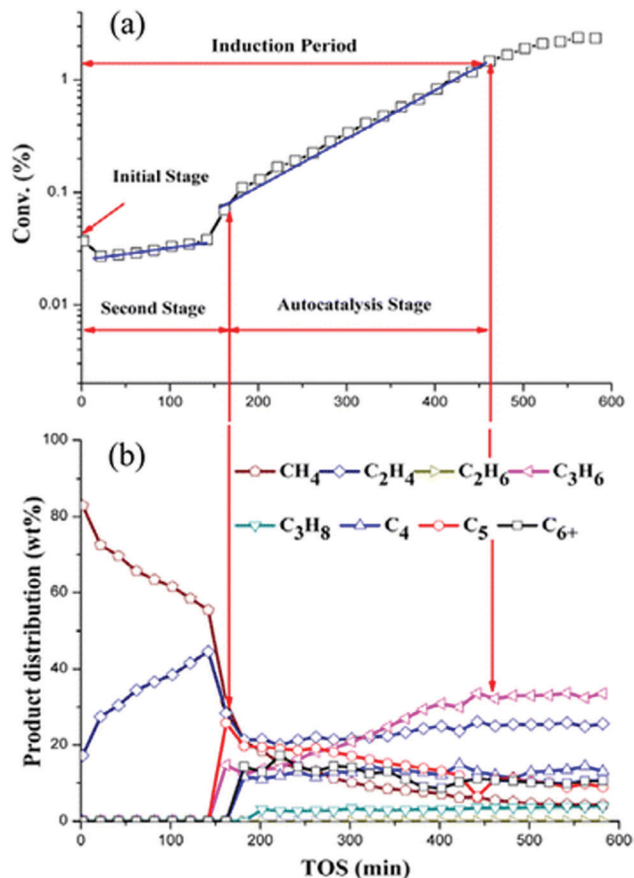 (a)
Induction Period
Initial Stage
Second Stage
Autocatalysis Stage
Conv. (%)
1
0.1
0.01
0 100 200 300 400 500 600
(b)
CH₄ C₂H₄ C₂H₆ C₃H₆
C₃H₈ C₄ C₅ C₆₊
Product distribution (wt%)
100
80
60
40
20
0
0 100 200 300 400 500 600
TOS (min)